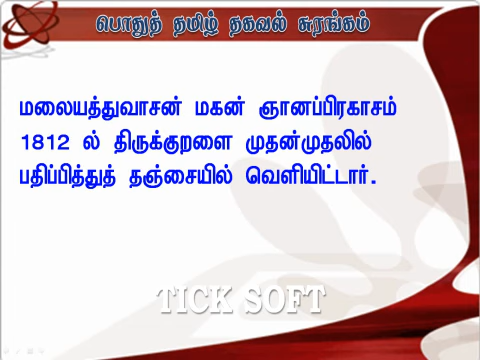 பொதுத் தமிழ் தகவல் சுரங்கம்
மலையத்துவாசன் மகன் ஞானப்பிரகாசம்
1812 ல் திருக்குறளை முதன்முதலில்
பதிப்பித்துத் தஞ்சையில் வெளியிட்டார்.
TICK SOFT